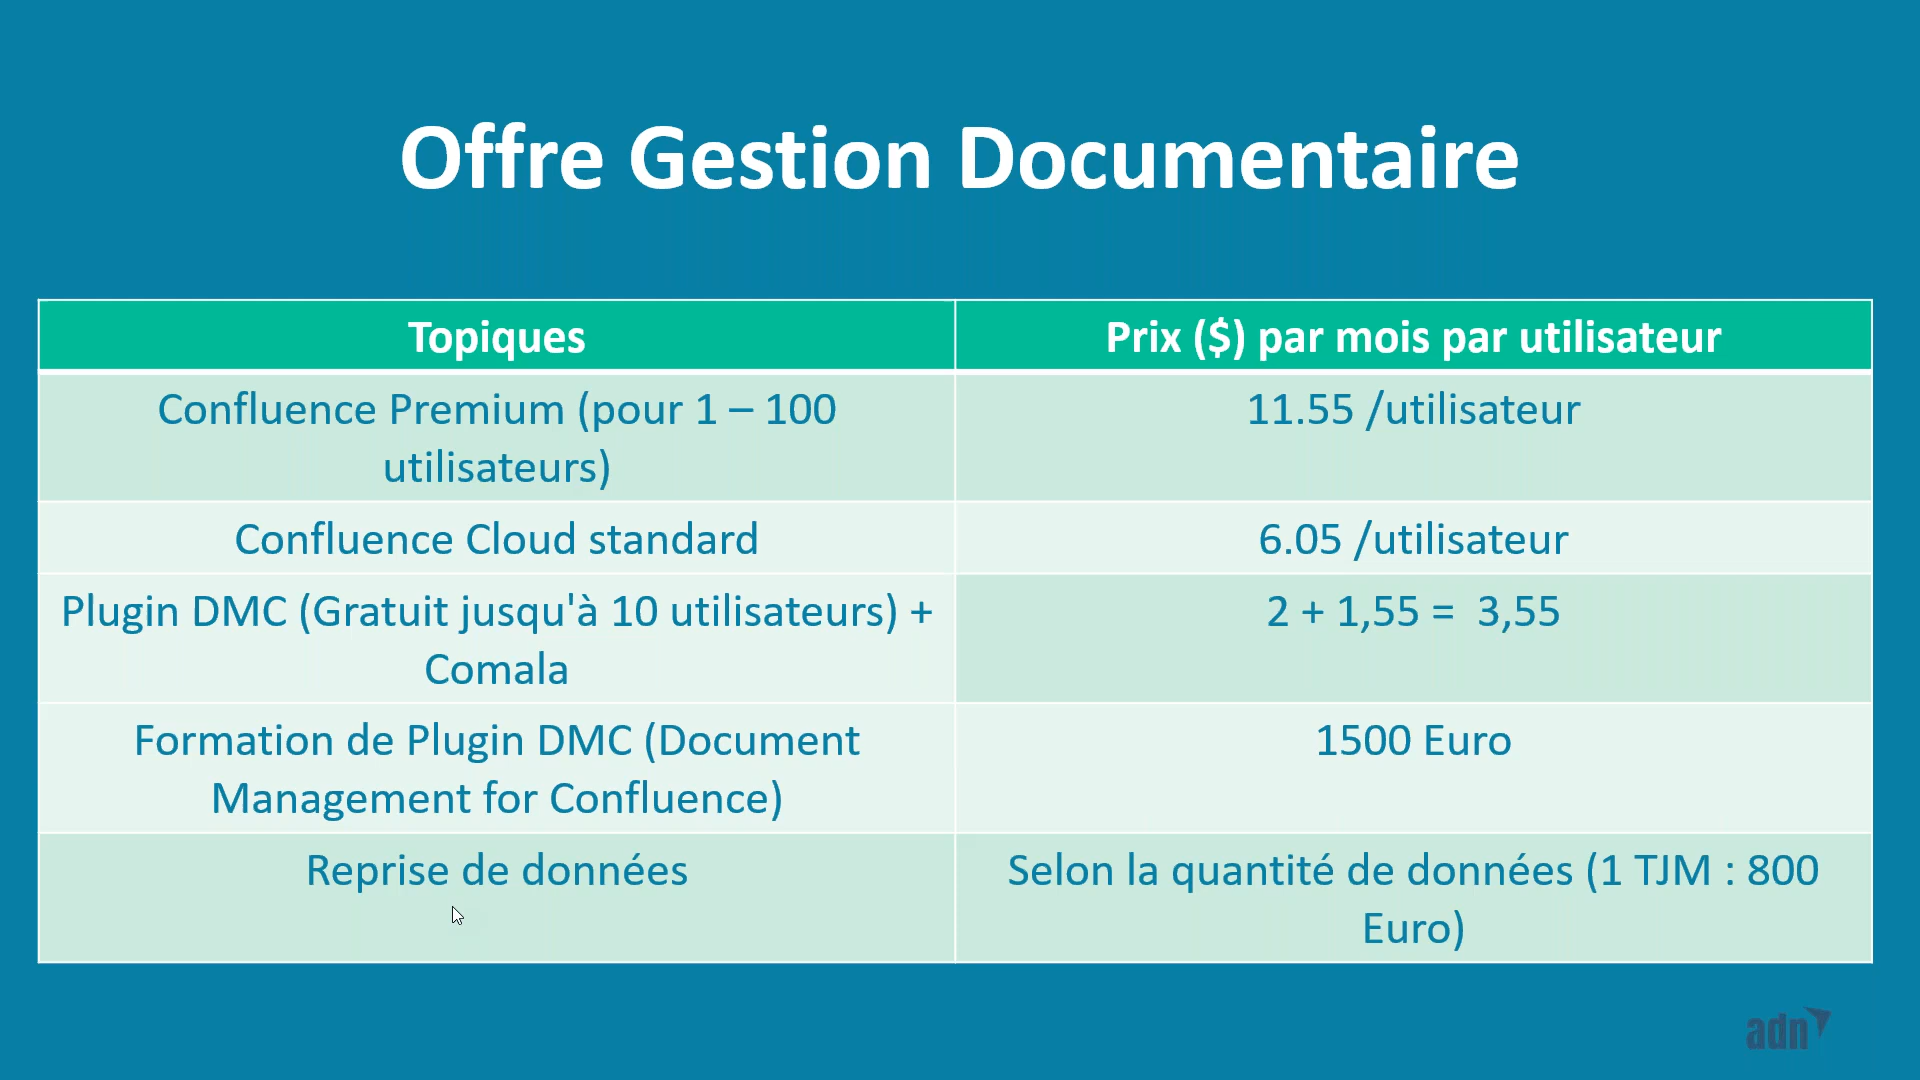 Offre Gestion Documentaire
Topiques
Prix ($) par mois par utilisateur
Confluence Premium (pour 1 – 100
utilisateurs)
11.55 /utilisateur
Confluence Cloud standard
6.05 /utilisateur
Plugin DMC (Gratuit jusqu'à 10 utilisateurs) +
Comala
2 + 1,55 =  3,55
Formation de Plugin DMC (Document
Management for Confluence)
1500 Euro
Reprise de données
Selon la quantité de données (1 TJM : 800
Euro)
adn